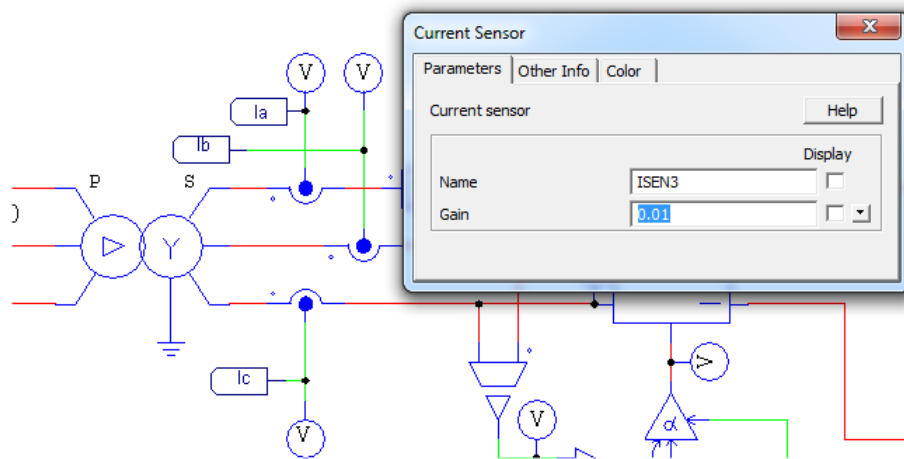 Current Sensor
Parameters Other Info Color
Current sensor Help
Display
Name ISEN3
Gain 0.01
V V
Ia
Ib
P S
)
Y
Ic
V
V
V
α